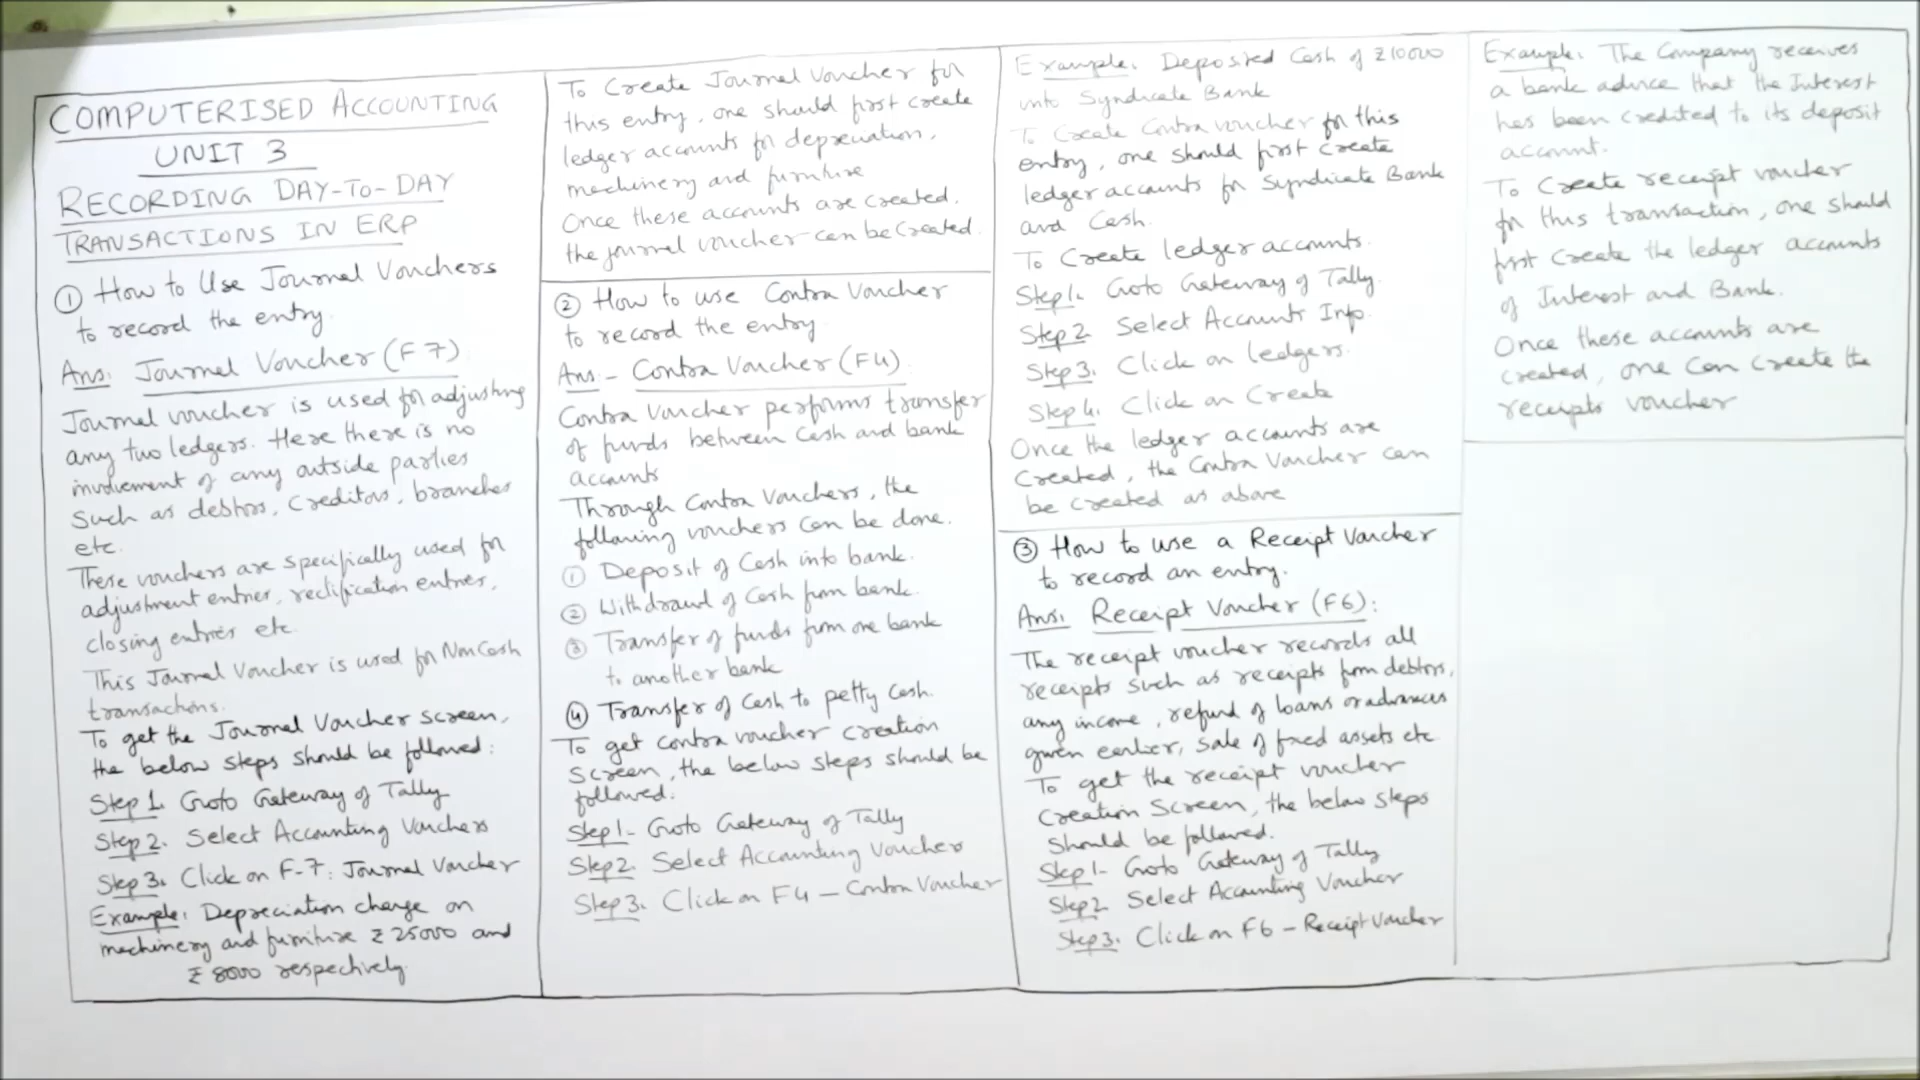 COMPUTERISED ACCOUNTING
UNIT 3
RECORDING DAY-TO-DAY
TRANSACTIONS IN ERP
① How to Use Journal Vouchers
to record the entry.
Ans: Journal Voucher (F7)
Journal voucher is used for adjusting
any two ledgers. Here there is no
involvement of any outside parties
such as debtors, creditors, branches
etc.
These vouchers are specifically used for
adjustment entries, rectification entries,
closing entries etc.
This Journal Voucher is used for Non Cash
transactions.
To get the Journal Voucher screen,
the below steps should be followed:
Step 1. Goto Gateway of Tally
Step 2. Select Accounting Vouchers
Step 3. Click on F-7: Journal Voucher
Example: Depreciation charge on
machinery and furniture ₹ 25000 and
₹ 8000 respectively
To Create Journal Voucher for
this entry, one should first create
ledger accounts for depreciation,
machinery and furniture
Once these accounts are created,
the journal voucher can be created.
② How to use Contra Voucher
to record the entry
Ans:- Contra Voucher (F4)
Contra Voucher performs transfer
of funds between cash and bank
accounts
Through Contra Vouchers, the
following vouchers can be done.
① Deposit of Cash into bank.
② Withdrawl of Cash from bank.
③ Transfer of funds from one bank
to another bank
④ Transfer of Cash to petty Cash.
To get contra voucher creation
screen, the below steps should be
followed.
Step 1- Goto Gateway of Tally
Step 2. Select Accounting Voucher
Step 3. Click on F4 – Contra Voucher
Example: Deposited Cash of ₹10000
into Syndicate Bank
To Create Contra voucher for this
entry, one should first create
ledger accounts for Syndicate Bank
and Cash.
To Create ledger accounts.
Step 1. Goto Gateway of Tally.
Step 2 Select Accounts Info.
Step 3. Click on ledgers.
Step 4. Click on Create
Once the ledger accounts are
created, the Contra Voucher can
be created as above
③ How to use a Receipt Voucher
to record an entry.
Ans: Receipt Voucher (F6):
The receipt voucher records all
receipts such as receipts from debtors,
any income, refund of loans or advances
given earlier, sale of fixed assets etc.
To get the receipt voucher
creation screen, the below steps
should be followed.
Step 1- Goto Gateway of Tally
Step 2 Select Accounting Voucher
Step 3. Click on F6 – Receipt Voucher
Example: The Company receives
a bank advice that the Interest
has been credited to its deposit
account.
To Create receipt voucher
for this transaction, one should
first create the ledger accounts
of Interest and Bank.
Once these accounts are
created, one can create the
receipts voucher